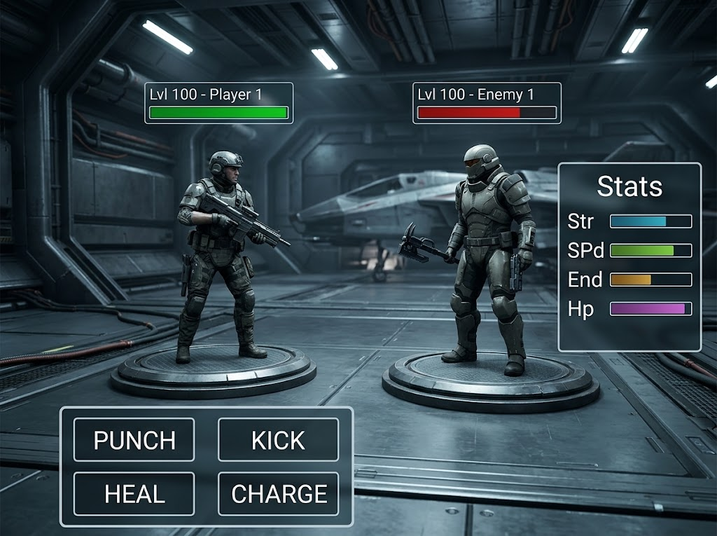 Lvl 100 - Player 1
Lvl 100 - Enemy 1
Stats
Str
SPd
End
Hp
PUNCH
KICK
HEAL
CHARGE